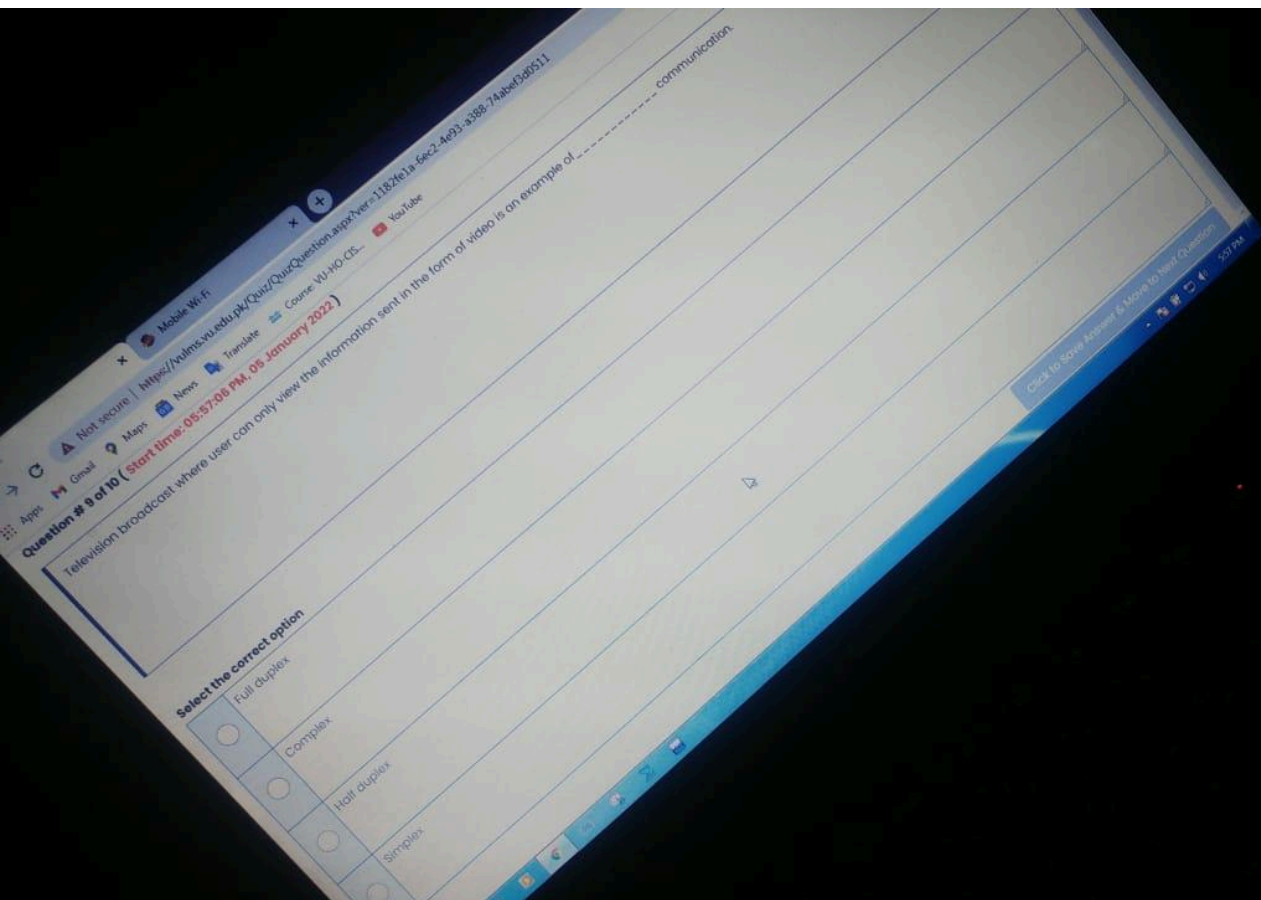 Mobile Wi-Fi
Not secure | https://vulms.vu.edu.pk/Quiz/QuizQuestion.aspx?ver=1182fe1a-6ec2-4e93-a388-74abef3d0511
Apps Gmail Maps News Translate Course: VU-HO-CIS... YouTube
Question # 9 of 10 ( Start time: 05:57:06 PM, 05 January 2022 )
Television broadcast where user can only view the information sent in the form of video is an example of___________ communication.
Select the correct option
Full duplex
Complex
Half duplex
Simplex
Click to Save Answer & Move to Next Question
5:57 PM